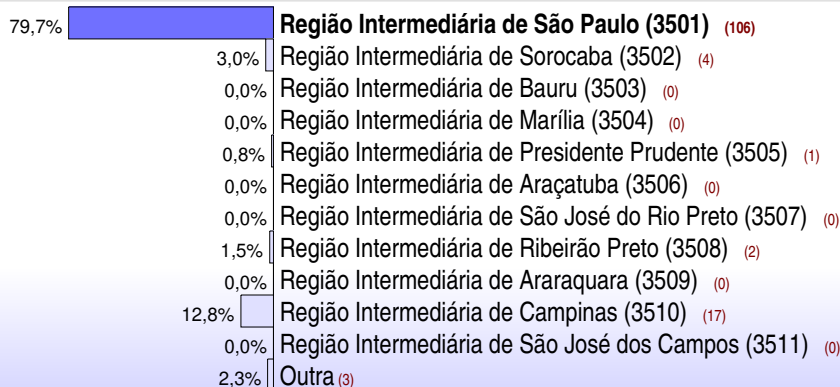 79,7% Região Intermediária de São Paulo (3501) (106)
3,0% Região Intermediária de Sorocaba (3502) (4)
0,0% Região Intermediária de Bauru (3503) (0)
0,0% Região Intermediária de Marília (3504) (0)
0,8% Região Intermediária de Presidente Prudente (3505) (1)
0,0% Região Intermediária de Araçatuba (3506) (0)
0,0% Região Intermediária de São José do Rio Preto (3507) (0)
1,5% Região Intermediária de Ribeirão Preto (3508) (2)
0,0% Região Intermediária de Araraquara (3509) (0)
12,8% Região Intermediária de Campinas (3510) (17)
0,0% Região Intermediária de São José dos Campos (3511) (0)
2,3% Outra (3)